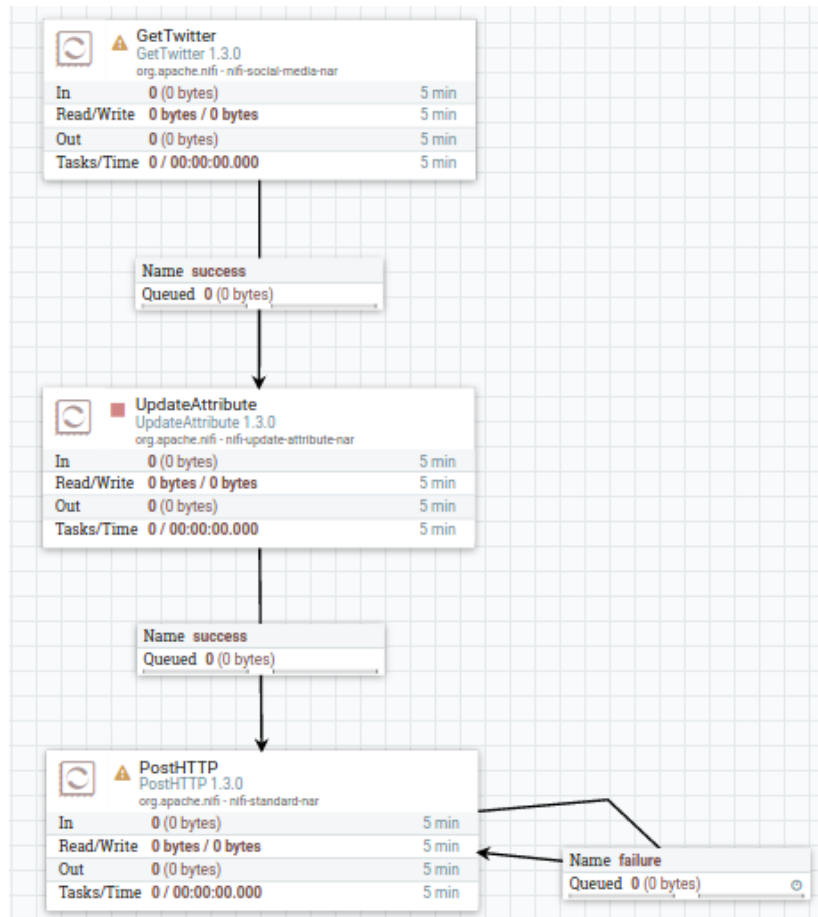 GetTwitter
GetTwitter 1.3.0
org.apache.nifi - nifi-social-media-nar
In 0 (0 bytes) 5 min
Read/Write 0 bytes / 0 bytes 5 min
Out 0 (0 bytes) 5 min
Tasks/Time 0 / 00:00:00.000 5 min
Name success
Queued 0 (0 bytes)
UpdateAttribute
UpdateAttribute 1.3.0
org.apache.nifi - nifi-update-attribute-nar
In 0 (0 bytes) 5 min
Read/Write 0 bytes / 0 bytes 5 min
Out 0 (0 bytes) 5 min
Tasks/Time 0 / 00:00:00.000 5 min
Name success
Queued 0 (0 bytes)
PostHTTP
PostHTTP 1.3.0
org.apache.nifi - nifi-standard-nar
In 0 (0 bytes) 5 min
Read/Write 0 bytes / 0 bytes 5 min
Out 0 (0 bytes) 5 min
Tasks/Time 0 / 00:00:00.000 5 min
Name failure
Queued 0 (0 bytes)